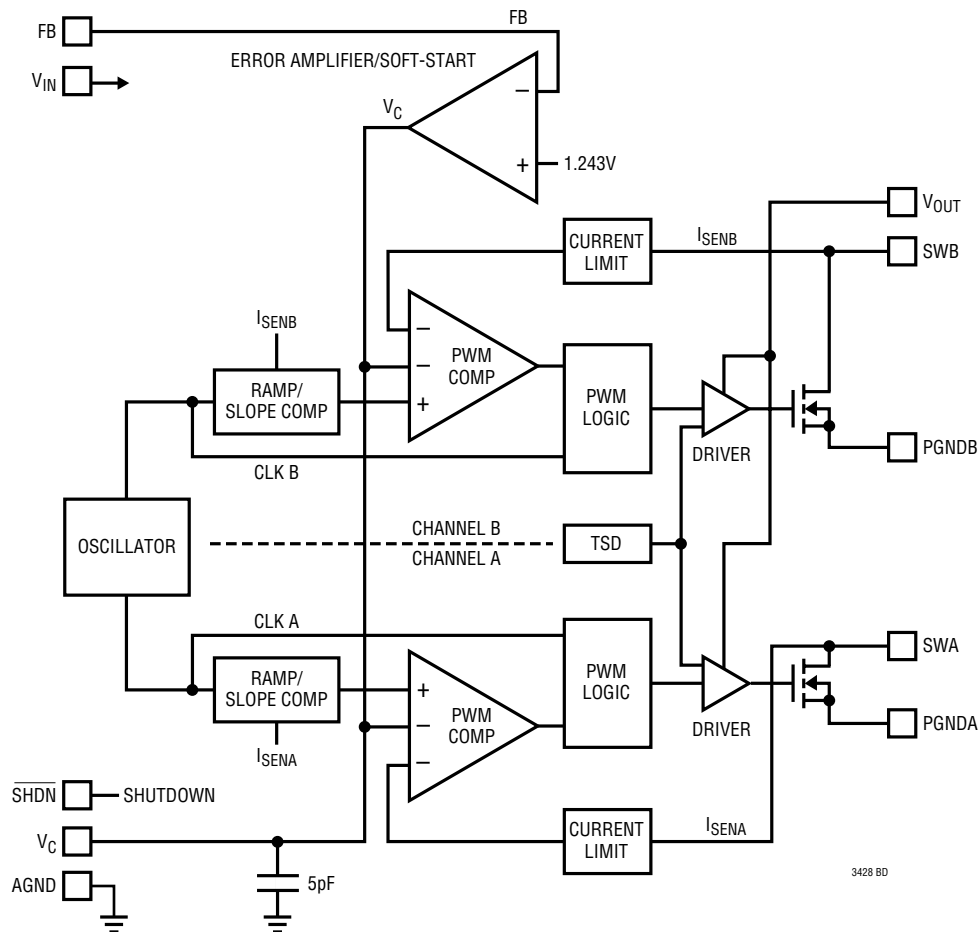 FB
FB
ERROR AMPLIFIER/SOFT-START
VIN
VC
−
+
1.243V
VOUT
CURRENT
LIMIT
ISENB
SWB
ISENB
−
−
+
PWM
COMP
RAMP/
SLOPE COMP
PWM
LOGIC
DRIVER
PGNDB
CLK B
OSCILLATOR
CHANNEL B
CHANNEL A
TSD
CLK A
SWA
RAMP/
SLOPE COMP
+
−
−
PWM
COMP
PWM
LOGIC
DRIVER
PGNDA
ISENA
SHDN
SHUTDOWN
VC
CURRENT
LIMIT
ISENA
AGND
5pF
3428 BD